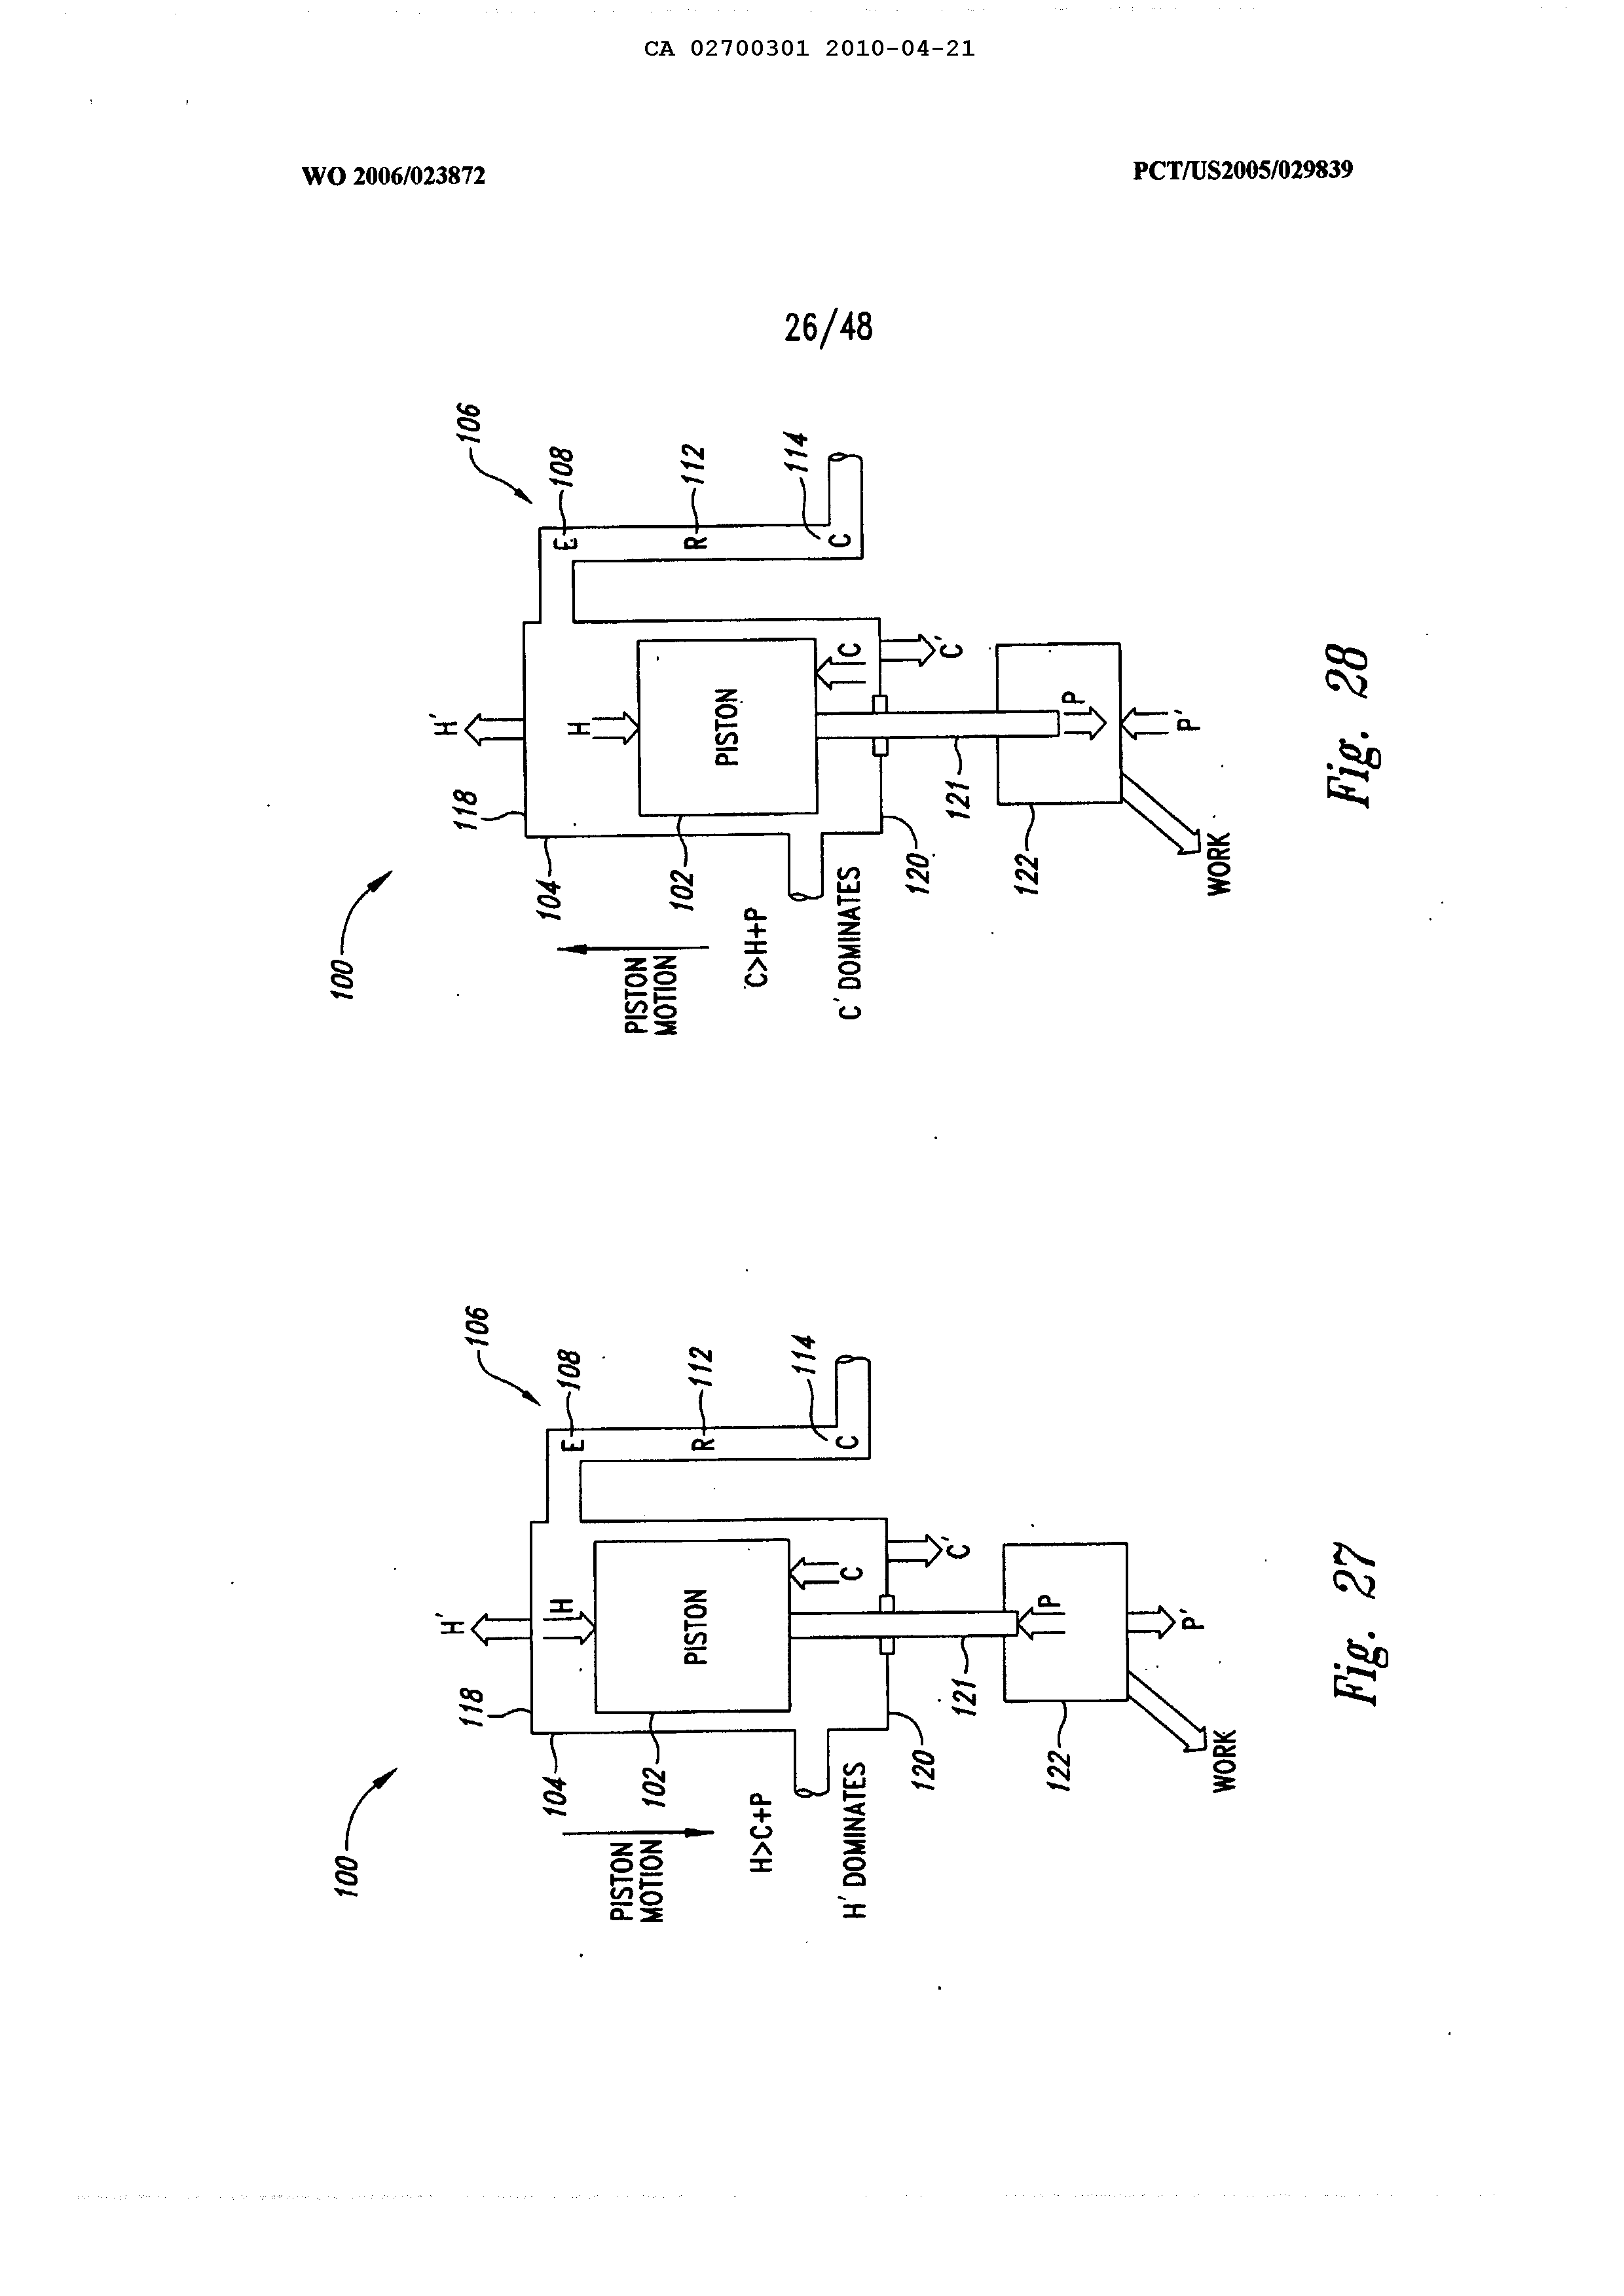 CA 02700301 2010-04-21
WO 2006/023872
PCT/US2005/029839
26/48
100
106
H'
118
108
E
104
H
112
R
PISTON
MOTION
102
PISTON
114
C
C
C>H+P
C' DOMINATES
120
C'
121
122
P
P'
WORK
Fig. 28
100
106
H'
118
108
E
104
H
112
R
PISTON
MOTION
102
PISTON
114
C
C
H>C+P
H' DOMINATES
120
C'
121
122
P
P'
WORK
Fig. 27